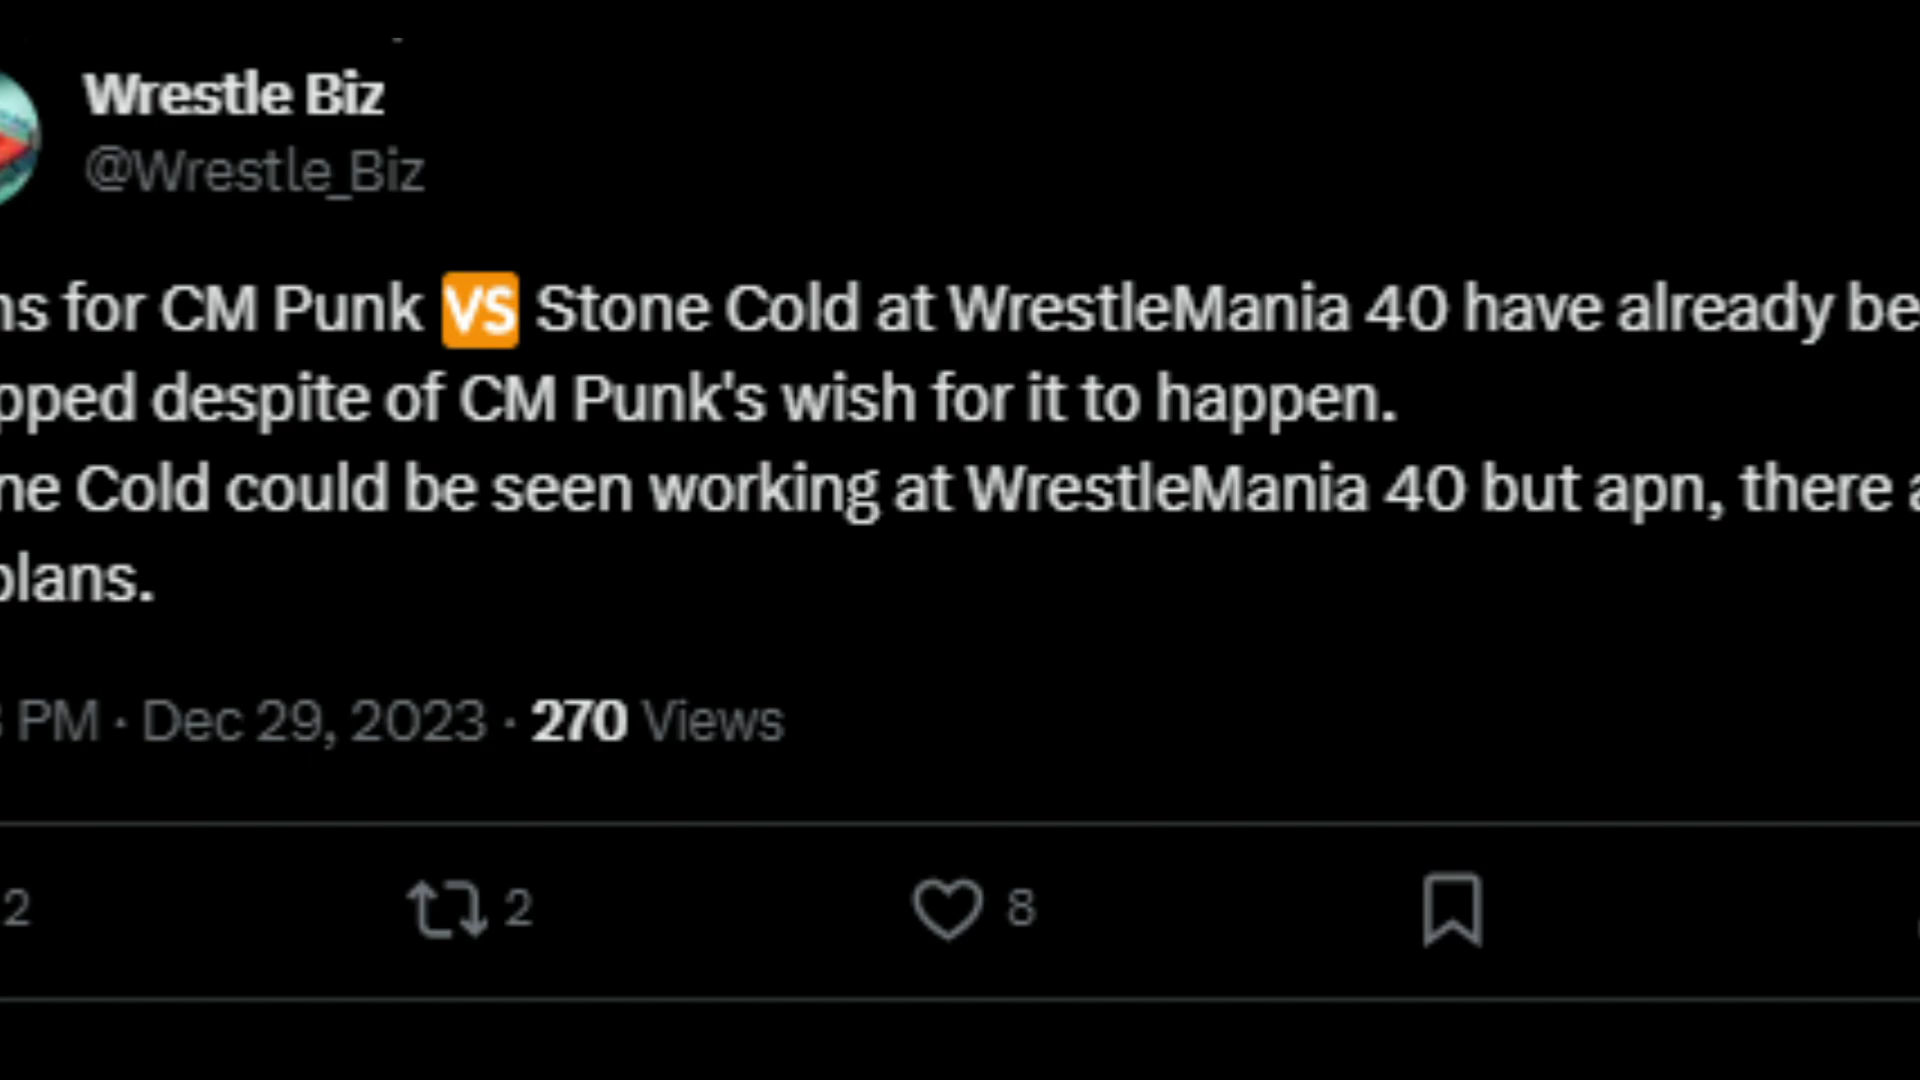 Wrestle Biz
@Wrestle_Biz
ns for CM Punk 🆚 Stone Cold at WrestleMania 40 have already be
pped despite of CM Punk's wish for it to happen.
ne Cold could be seen working at WrestleMania 40 but apn, there a
plans.
PM · Dec 29, 2023 · 270 Views
2 2 8